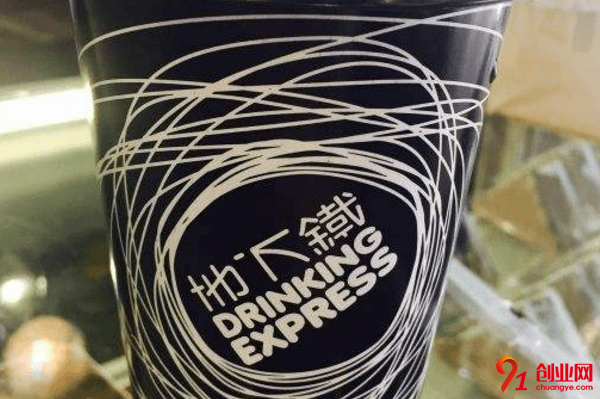 地下鐵
DRINKING
EXPRESS
91创业网
chuangye.com